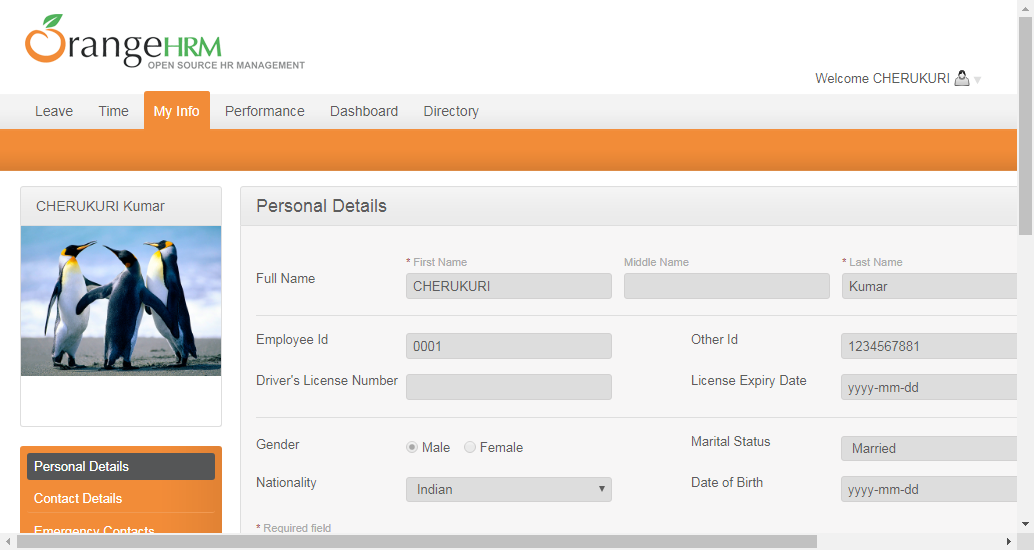 OrangeHRM
OPEN SOURCE HR MANAGEMENT
Welcome CHERUKURI
Leave Time My Info Performance Dashboard Directory
CHERUKURI Kumar
Personal Details
Contact Details
Emergency Contacts
Personal Details
* First Name Middle Name * Last Name
Full Name CHERUKURI Kumar
Employee Id 0001 Other Id 1234567881
Driver's License Number License Expiry Date yyyy-mm-dd
Gender Male Female Marital Status Married
Nationality Indian Date of Birth yyyy-mm-dd
* Required field